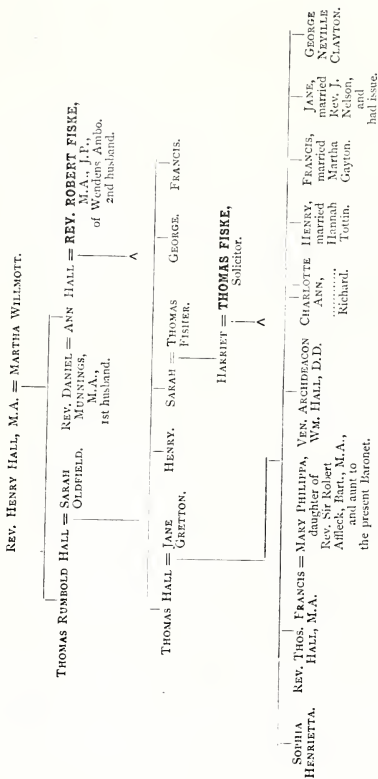 REV. HENRY HALL, M.A. = MARTHA WILLMOTT.
THOMAS RUMBOLD HALL = SARAH
OLDFIELD.
REV. DANIEL = ANN HALL = REV. ROBERT FISKE,
MUNNINGS,
M.A.,
1st husband.
M.A., J.P.,
of Wendens Ambo.
2nd husband.
THOMAS HALL = JANE
GRETTON.
HENRY.
SARAH = THOMAS
FISHER.
GEORGE.
FRANCIS.
HARRIET = THOMAS FISKE,
Solicitor.
SOPHIA
HENRIETTA.
REV. THOS. FRANCIS = MARY PHILIPPA,
HALL, M.A.
daughter of
Rev. Sir Robert
Affleck, Bart., M.A.,
and aunt to
the present Baronet.
VEN. ARCHDEACON
WM. HALL, D.D.
CHARLOTTE
ANN,
............
Richard.
HENRY,
married
Hannah
Tottin.
FRANCIS,
married
Martha
Gayton.
JANE,
married
Rev. J.
Nelson,
and
had issue.
GEORGE
NEVILLE
CLAYTON.